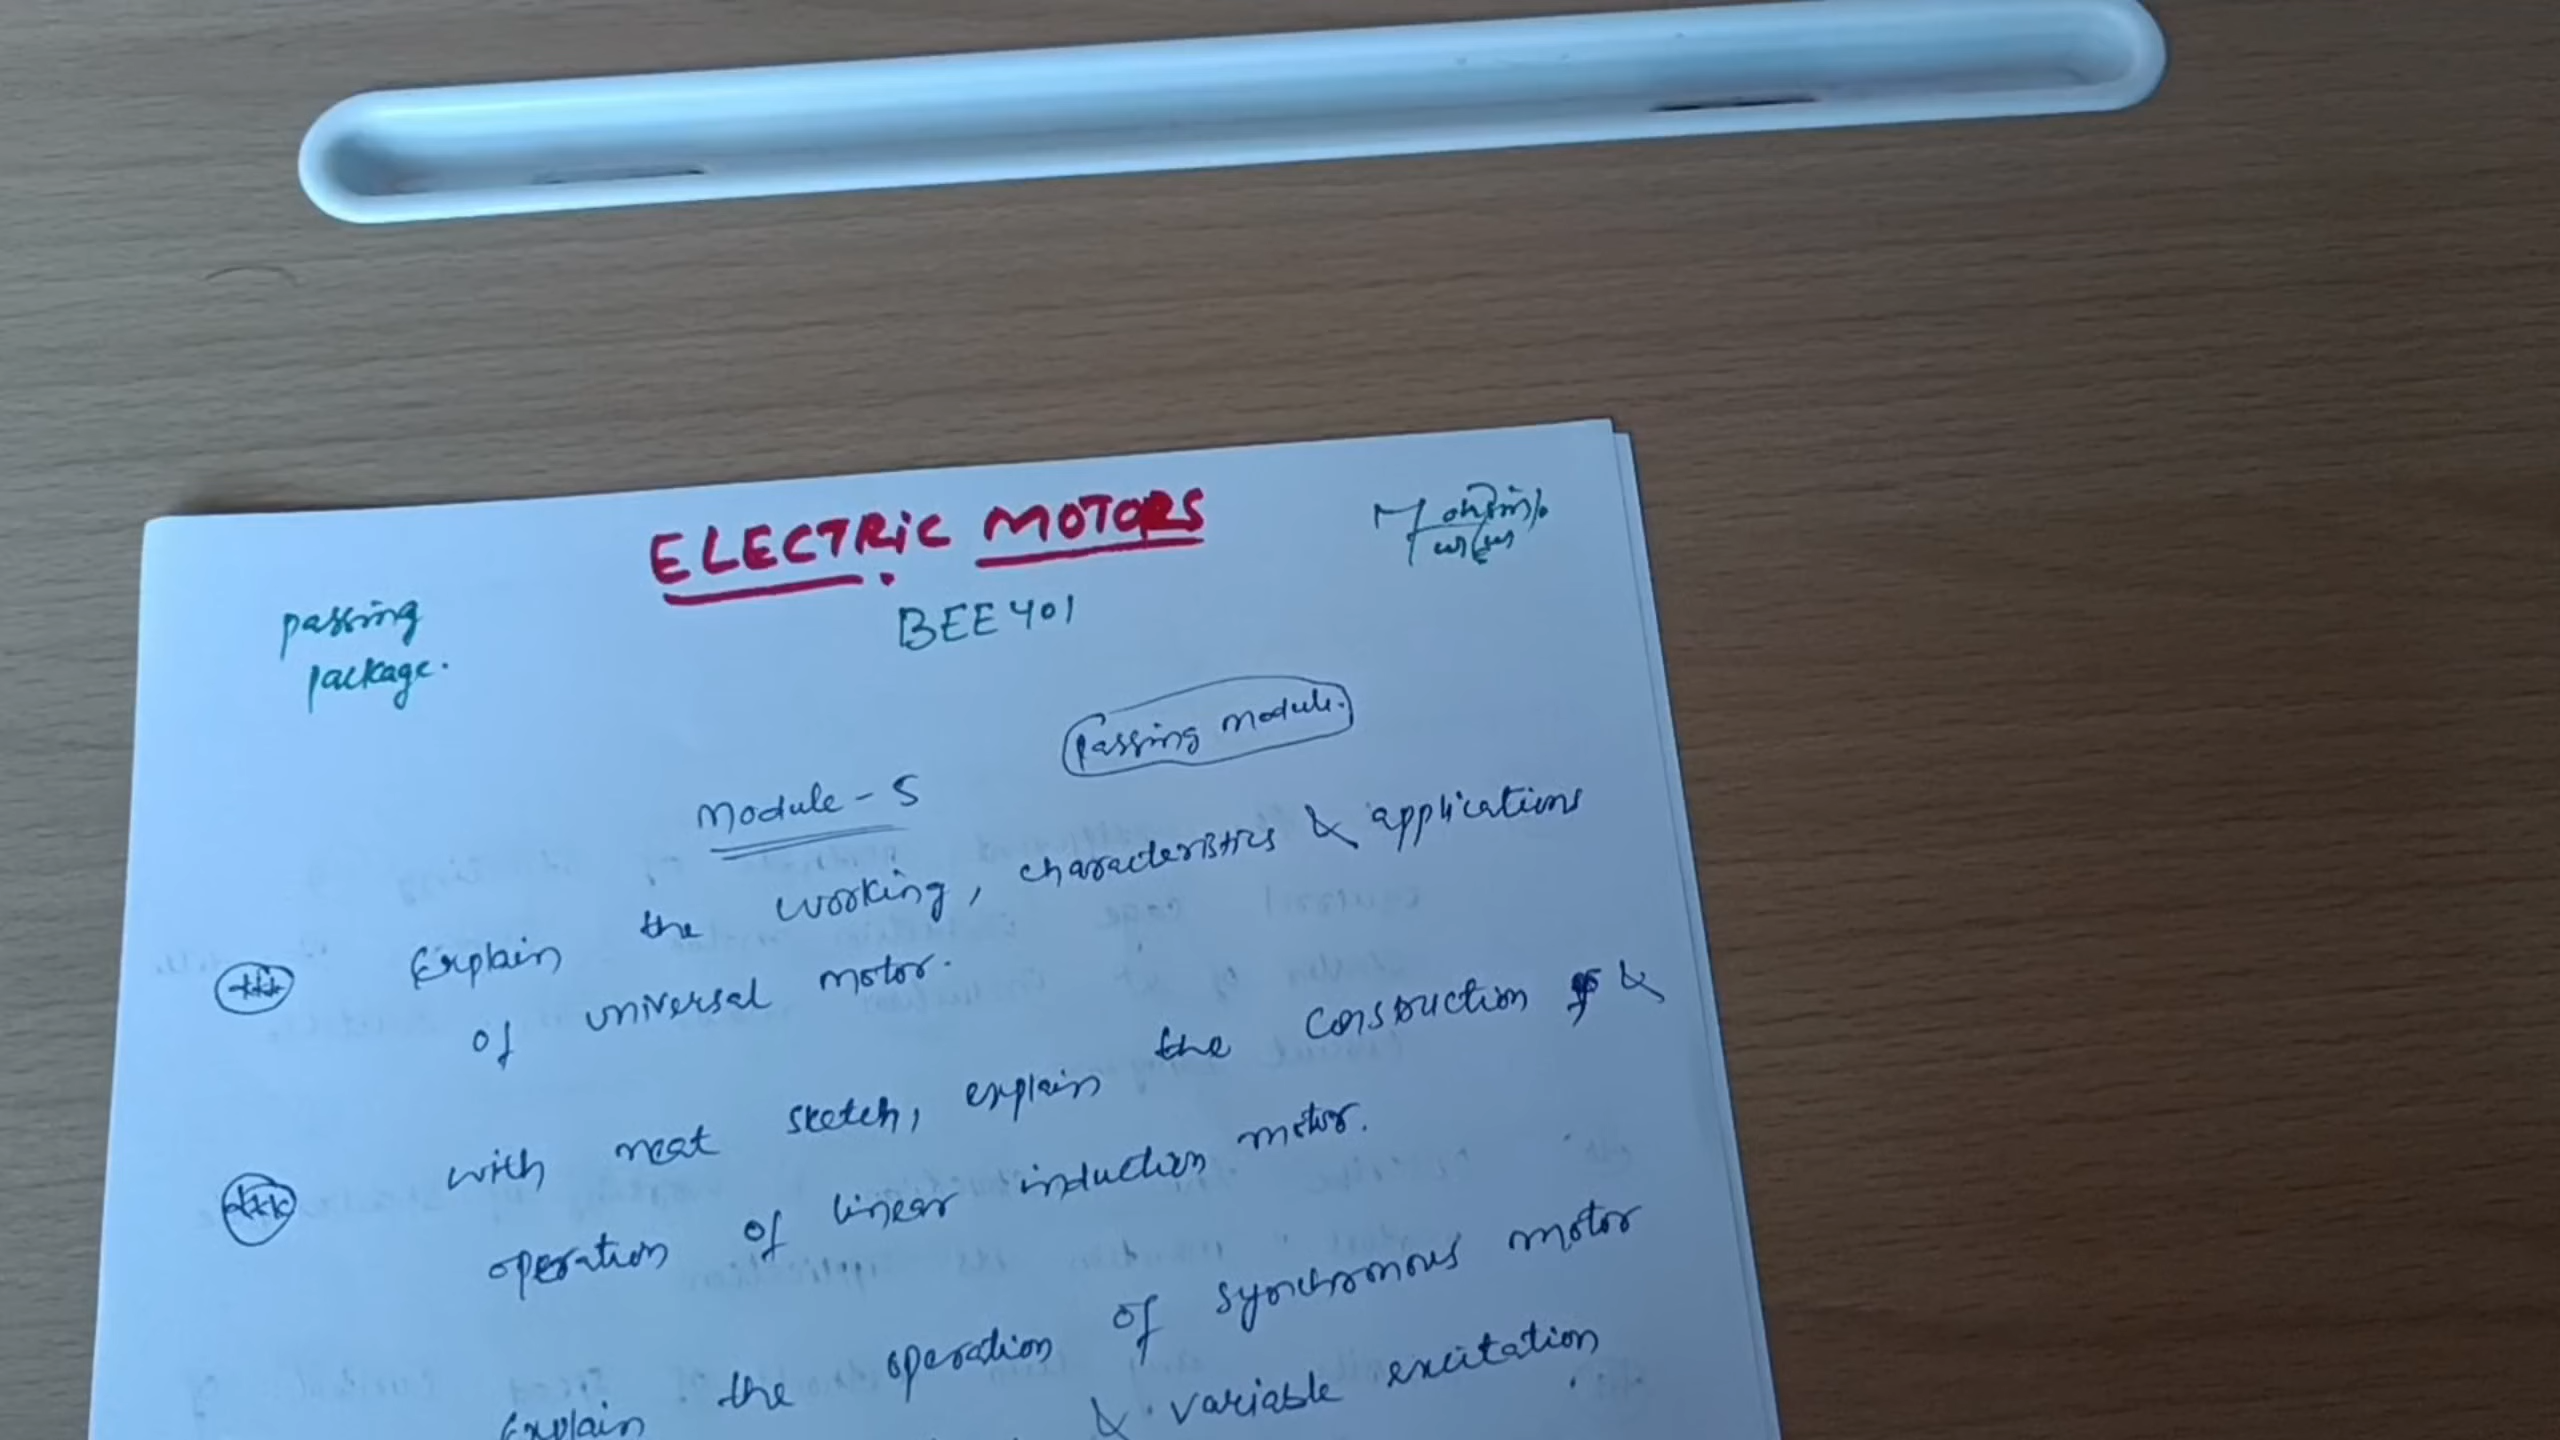 ELECTRiC MOTORS
BEE401
passing
package.
passing module.
Module - 5
Explain the working, characteristics & applications
of universal motor.
with neat sketch, explain the construction &
operation of linear induction motor.
Explain the operation of synchronous motor
& variable excitation